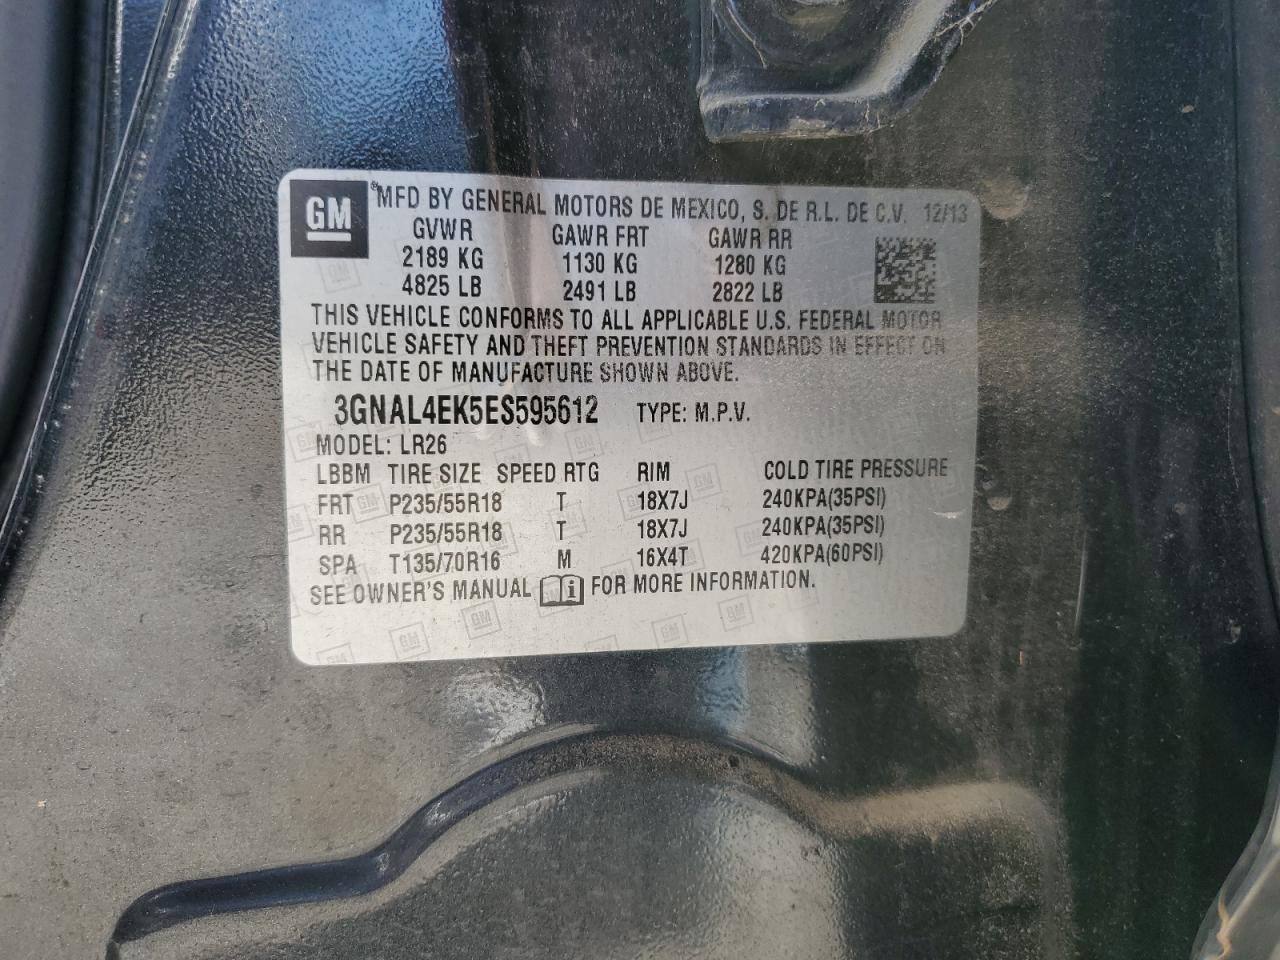 GM ® MFD BY GENERAL MOTORS DE MEXICO, S. DE R.L. DE C.V. 12/13
GVWR GAWR FRT GAWR RR
2189 KG 1130 KG 1280 KG
4825 LB 2491 LB 2822 LB
THIS VEHICLE CONFORMS TO ALL APPLICABLE U.S. FEDERAL MOTOR
VEHICLE SAFETY AND THEFT PREVENTION STANDARDS IN EFFECT ON
THE DATE OF MANUFACTURE SHOWN ABOVE.
3GNAL4EK5ES595612 TYPE: M.P.V.
MODEL: LR26
LBBM TIRE SIZE SPEED RTG RIM COLD TIRE PRESSURE
FRT P235/55R18 T 18X7J 240KPA(35PSI)
RR P235/55R18 T 18X7J 240KPA(35PSI)
SPA T135/70R16 M 16X4T 420KPA(60PSI)
SEE OWNER'S MANUAL i FOR MORE INFORMATION.